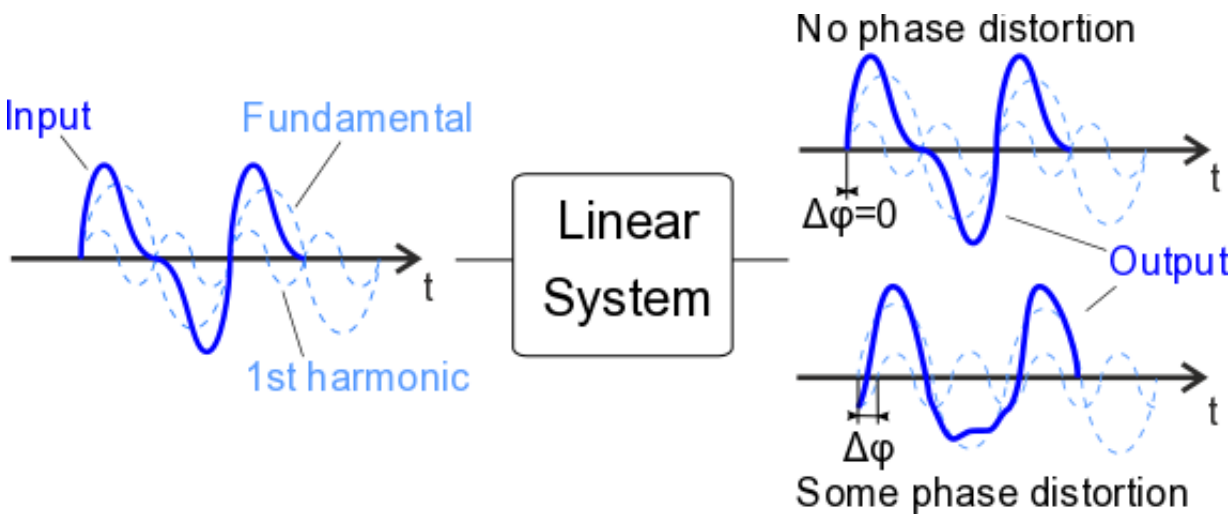 Input
Fundamental
t
1st harmonic
Linear
System
No phase distortion
t
Δφ=0
Output
t
Δφ
Some phase distortion